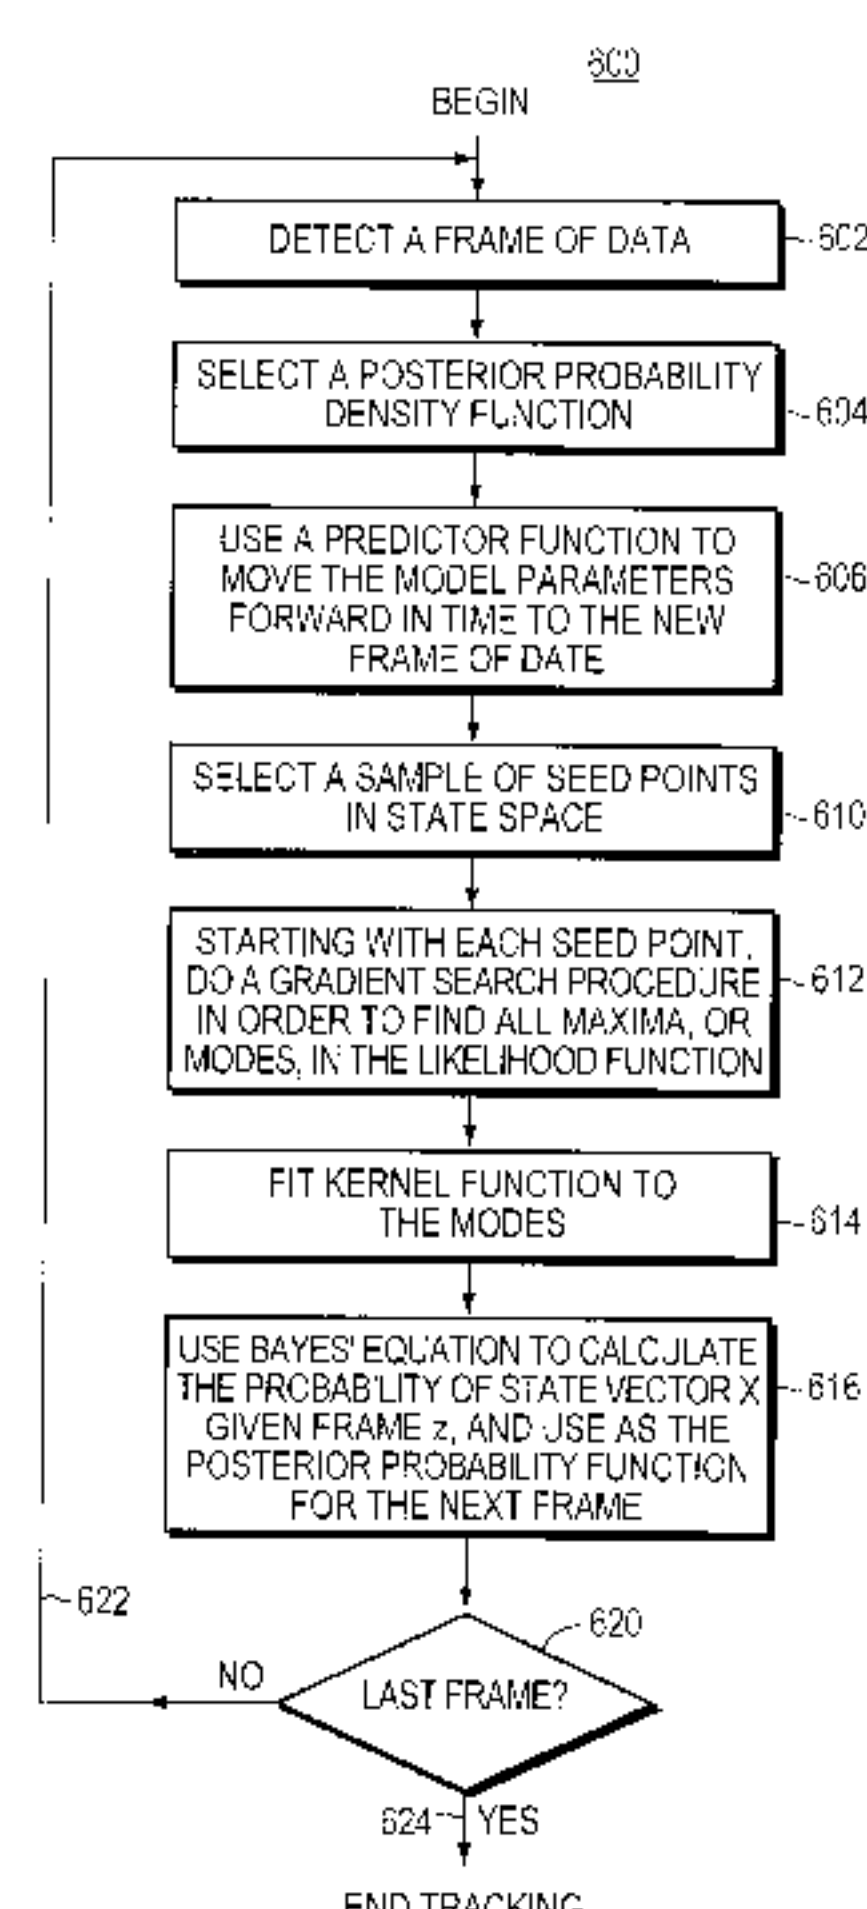 600
BEGIN
DETECT A FRAME OF DATA
602
SELECT A POSTERIOR PROBABILITY
DENSITY FUNCTION
604
USE A PREDICTOR FUNCTION TO
MOVE THE MODEL PARAMETERS
FORWARD IN TIME TO THE NEW
FRAME OF DATE
606
SELECT A SAMPLE OF SEED POINTS
IN STATE SPACE
610
STARTING WITH EACH SEED POINT,
DO A GRADIENT SEARCH PROCEDURE
IN ORDER TO FIND ALL MAXIMA, OR
MODES, IN THE LIKELIHOOD FUNCTION
612
FIT KERNEL FUNCTION TO
THE MODES
614
USE BAYES' EQUATION TO CALCULATE
THE PROBABILITY OF STATE VECTOR X
GIVEN FRAME z, AND USE AS THE
POSTERIOR PROBABILITY FUNCTION
FOR THE NEXT FRAME
616
622
620
NO
LAST FRAME?
624
YES
END TRACKING